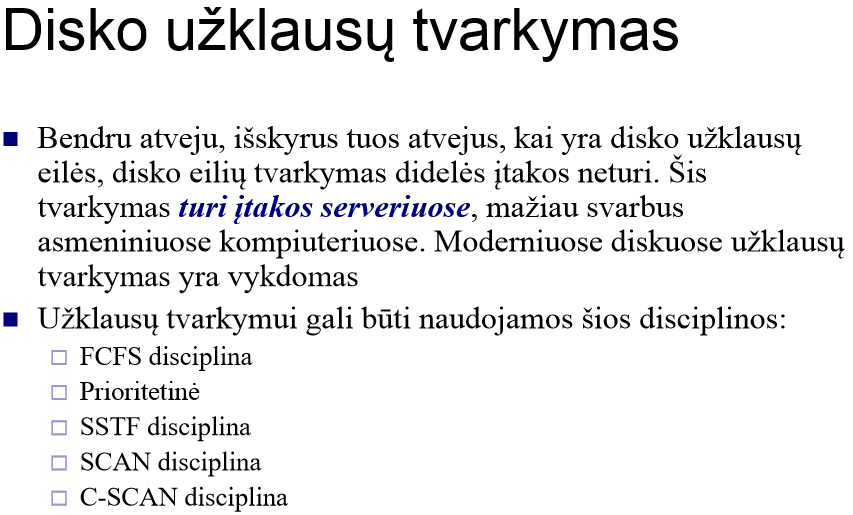 Disko užklausų tvarkymas
Bendru atveju, išskyrus tuos atvejus, kai yra disko užklausų
eilės, disko eilių tvarkymas didelės įtakos neturi. Šis
tvarkymas turi įtakos serveriuose, mažiau svarbus
asmeniniuose kompiuteriuose. Moderniuose diskuose užklausų
tvarkymas yra vykdomas
Užklausų tvarkymui gali būti naudojamos šios disciplinos:
FCFS disciplina
Prioritetinė
SSTF disciplina
SCAN disciplina
C-SCAN disciplina